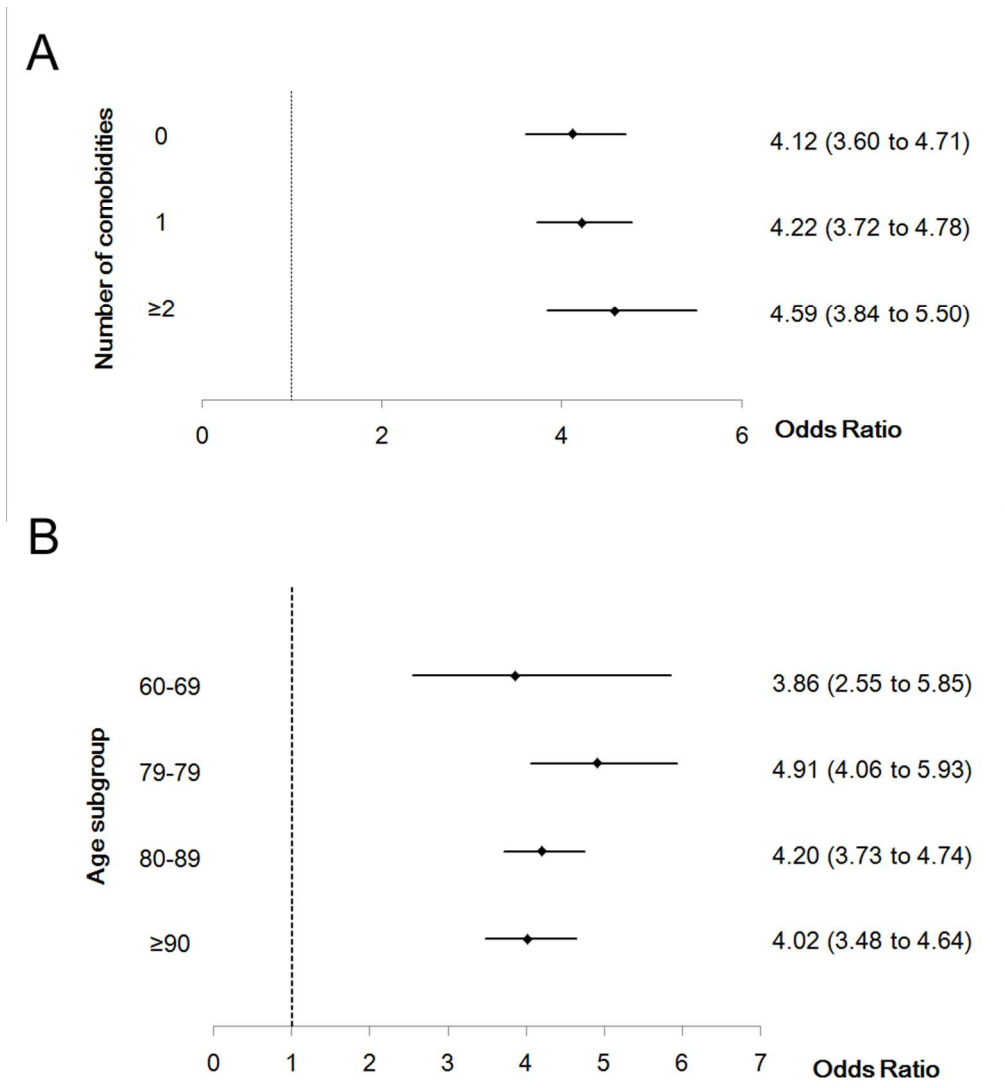 A
Number of comobidities
0
4.12 (3.60 to 4.71)
1
4.22 (3.72 to 4.78)
≥2
4.59 (3.84 to 5.50)
0 2 4 6
Odds Ratio
B
Age subgroup
60-69
3.86 (2.55 to 5.85)
79-79
4.91 (4.06 to 5.93)
80-89
4.20 (3.73 to 4.74)
≥90
4.02 (3.48 to 4.64)
0 1 2 3 4 5 6 7
Odds Ratio